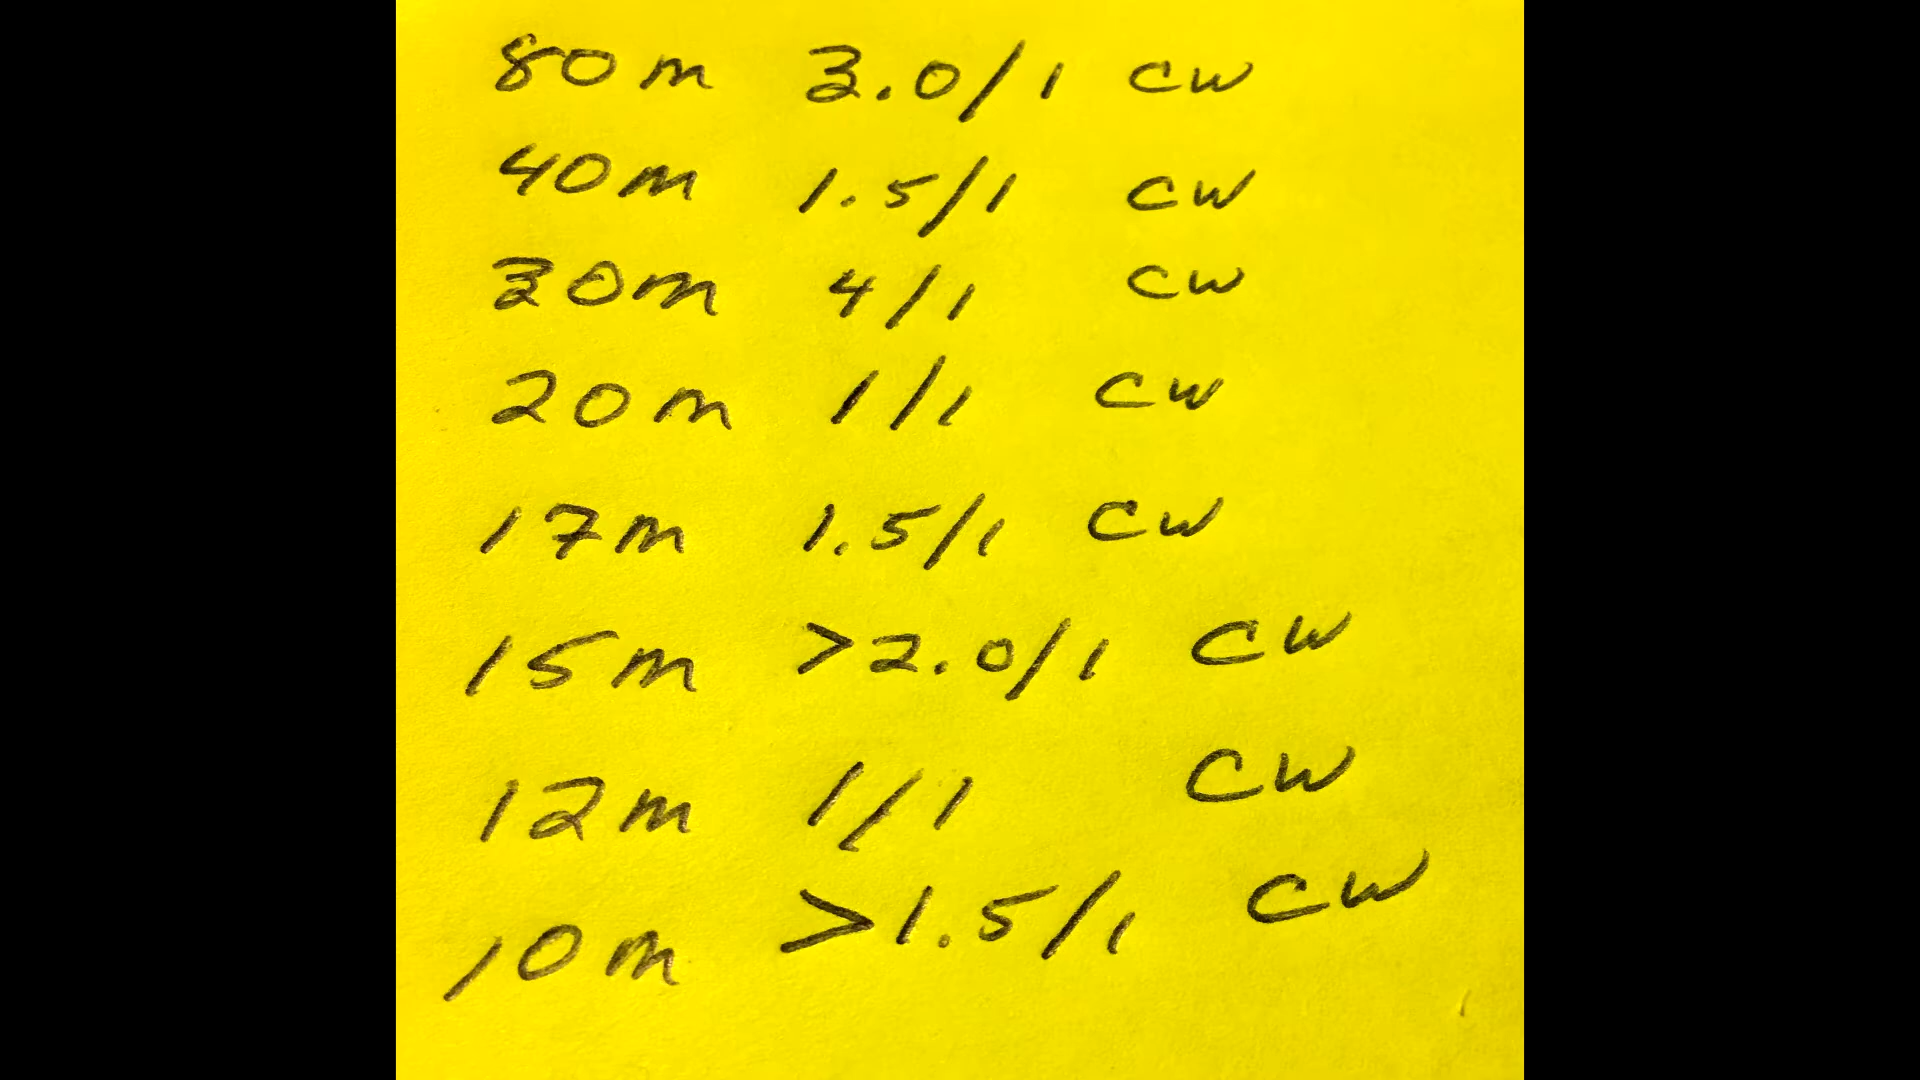 80m 3.0/1 cw
40m 1.5/1 cw
30m 4/1 cw
20m 1/1 cw
17m 1.5/1 cw
15m >2.0/1 cw
12m 1/1 cw
10m >1.5/1 cw